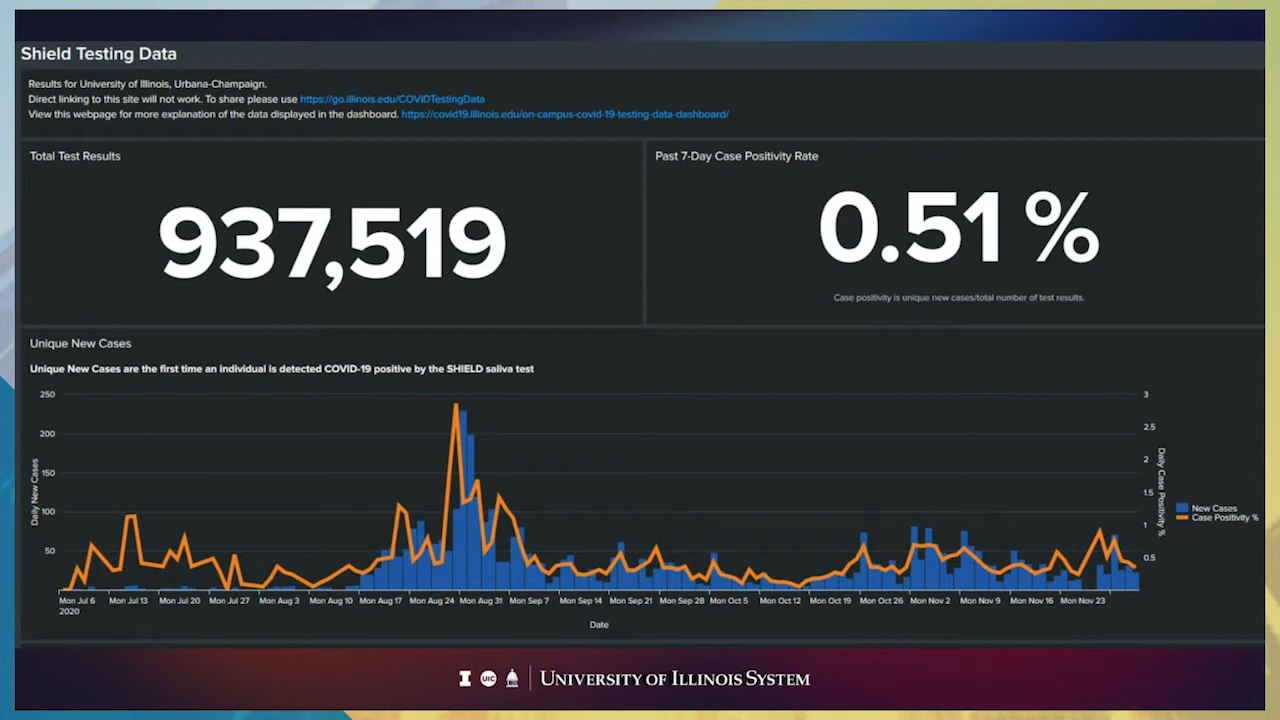 Shield Testing Data
Results for University of Illinois, Urbana-Champaign.
Direct linking to this site will not work. To share please use https://go.illinois.edu/COVIDTestingData
View this webpage for more explanation of the data displayed in the dashboard. https://covid19.illinois.edu/on-campus-covid-19-testing-data-dashboard/
Total Test Results
937,519
Past 7-Day Case Positivity Rate
0.51 %
Case positivity is unique new cases/total number of test results.
Unique New Cases
Unique New Cases are the first time an individual is detected COVID-19 positive by the SHIELD saliva test
250
200
150
100
50
Daily New Cases
3
2.5
2
1.5
1
0.5
Daily Case Positivity %
New Cases
Case Positivity %
Mon Jul 6 Mon Jul 13 Mon Jul 20 Mon Jul 27 Mon Aug 3 Mon Aug 10 Mon Aug 17 Mon Aug 24 Mon Aug 31 Mon Sep 7 Mon Sep 14 Mon Sep 21 Mon Sep 28 Mon Oct 5 Mon Oct 12 Mon Oct 19 Mon Oct 26 Mon Nov 2 Mon Nov 9 Mon Nov 16 Mon Nov 23
2020
Date
I UIC UNIVERSITY OF ILLINOIS SYSTEM